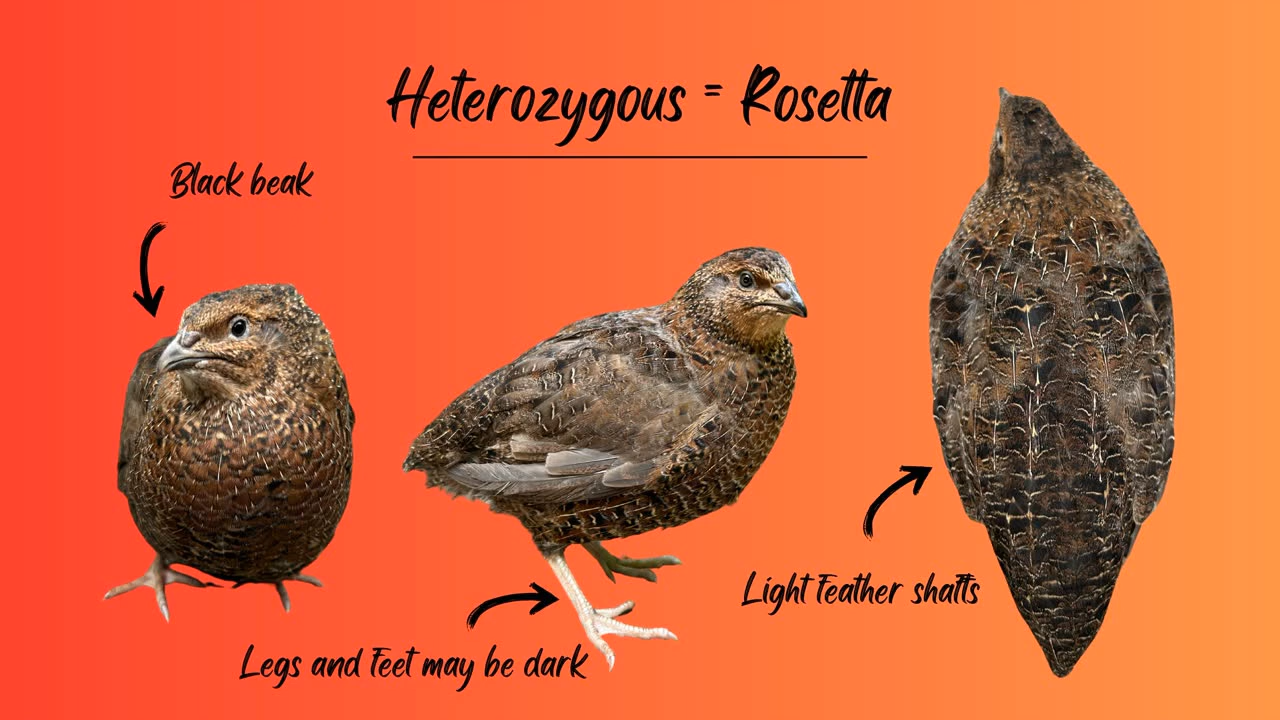 Heterozygous = Rosetta
Black beak
Light feather shafts
Legs and feet may be dark